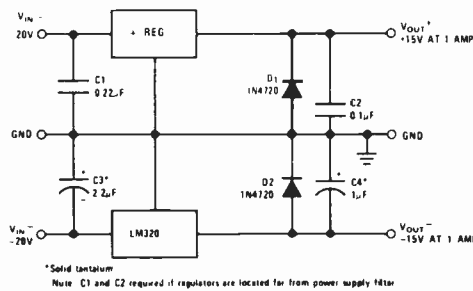 VIN-
20V
+ REG
VOUT+
+15V AT 1 AMP
C1
0.22µF
D1
1N4720
C2
0.1µF
GND
GND
C3*
2.2µF
+
-
D2
1N4720
+
C4*
1µF
VIN-
-20V
LM320
VOUT-
-15V AT 1 AMP
*Solid tantalum
Note C1 and C2 required if regulators are located far from power supply filter